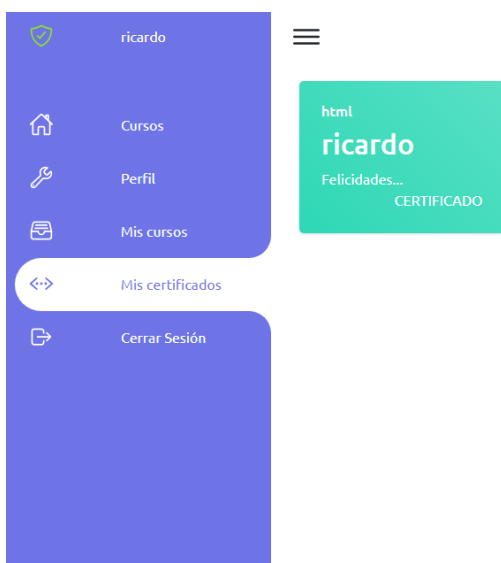 ricardo
Cursos
Perfil
Mis cursos
Mis certificados
Cerrar Sesión
html
ricardo
Felicidades...
CERTIFICADO